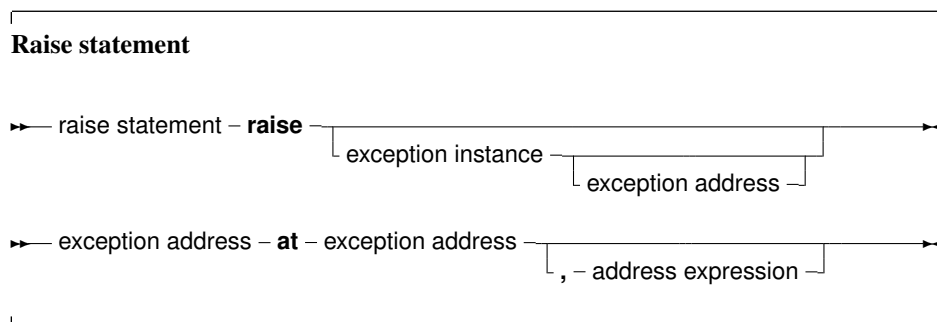 Raise statement
raise statement – raise
exception instance
exception address
exception address – at – exception address
, – address expression